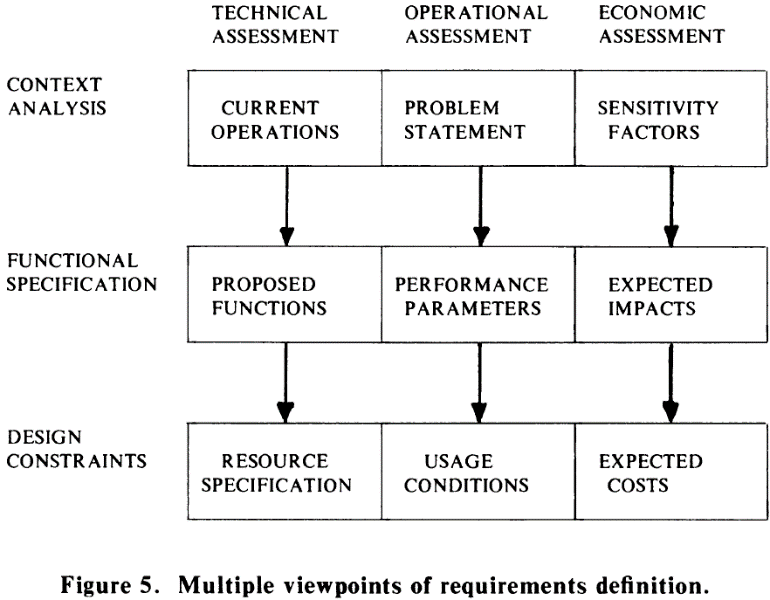 TECHNICAL ASSESSMENT
OPERATIONAL ASSESSMENT
ECONOMIC ASSESSMENT
CONTEXT ANALYSIS
CURRENT OPERATIONS
PROBLEM STATEMENT
SENSITIVITY FACTORS
FUNCTIONAL SPECIFICATION
PROPOSED FUNCTIONS
PERFORMANCE PARAMETERS
EXPECTED IMPACTS
DESIGN CONSTRAINTS
RESOURCE SPECIFICATION
USAGE CONDITIONS
EXPECTED COSTS
Figure 5. Multiple viewpoints of requirements definition.